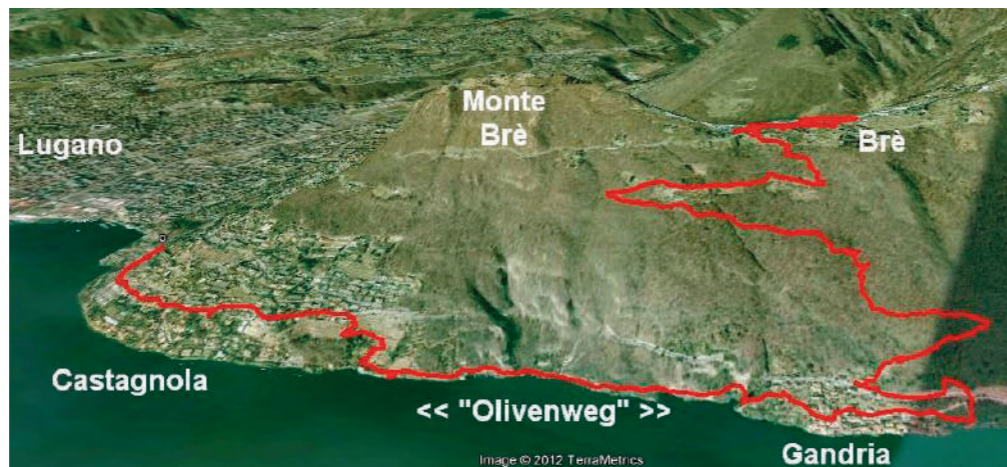 Monte
Brè
Lugano
Brè
Castagnola
<< "Olivenweg" >>
Gandria
Image © 2012 TerraMetrics